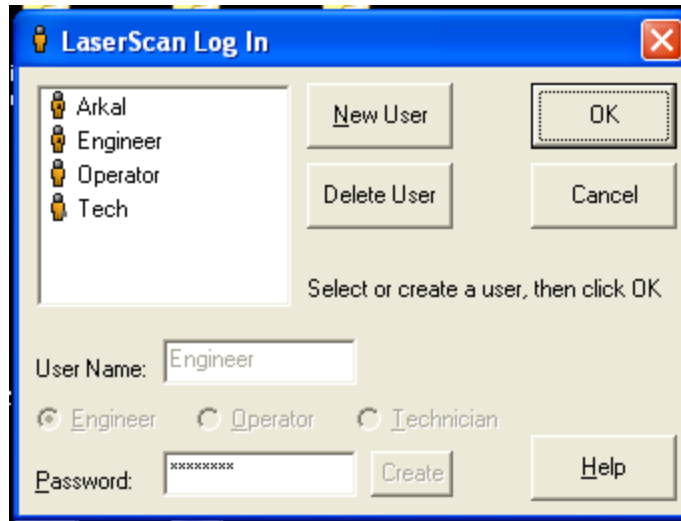 LaserScan Log In
Arkal
Engineer
Operator
Tech
New User
OK
Delete User
Cancel
Select or create a user, then click OK
User Name: Engineer
Engineer Operator Technician
Password: ******** Create
Help